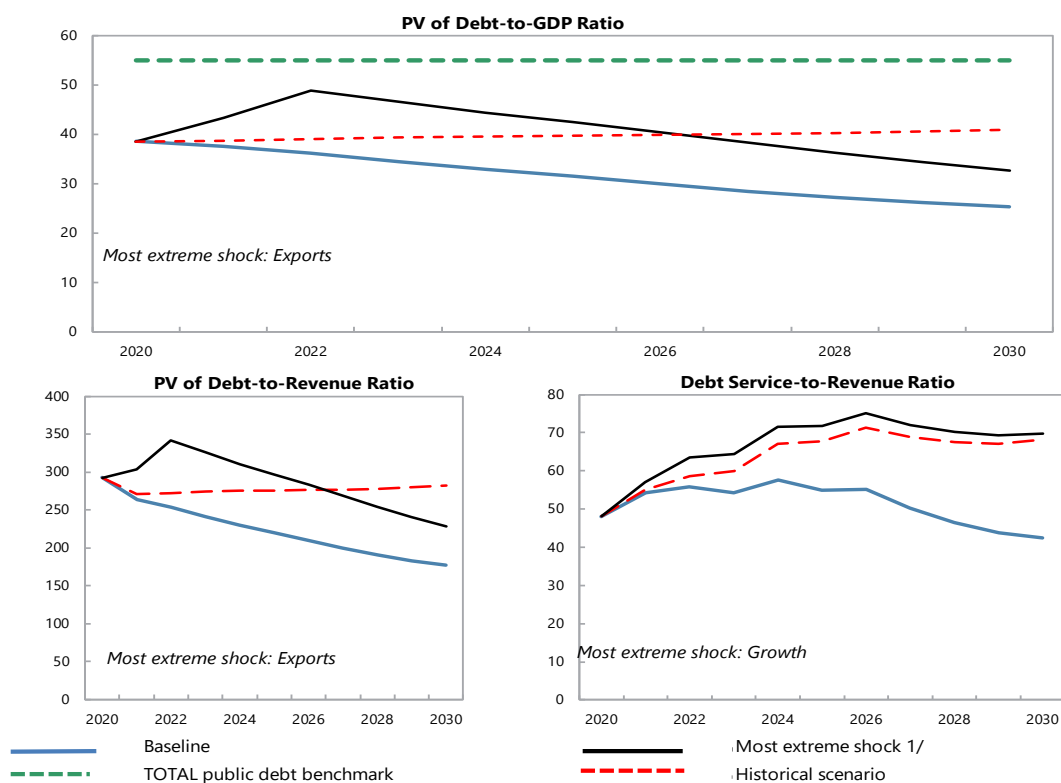 PV of Debt-to-GDP Ratio
60
50
40
30
20
10
0
Most extreme shock: Exports
2020 2022 2024 2026 2028 2030
PV of Debt-to-Revenue Ratio
400
350
300
250
200
150
100
50
0
Most extreme shock: Exports
2020 2022 2024 2026 2028 2030
Debt Service-to-Revenue Ratio
80
70
60
50
40
30
20
10
0
Most extreme shock: Growth
2020 2022 2024 2026 2028 2030
Baseline
TOTAL public debt benchmark
Most extreme shock 1/
Historical scenario